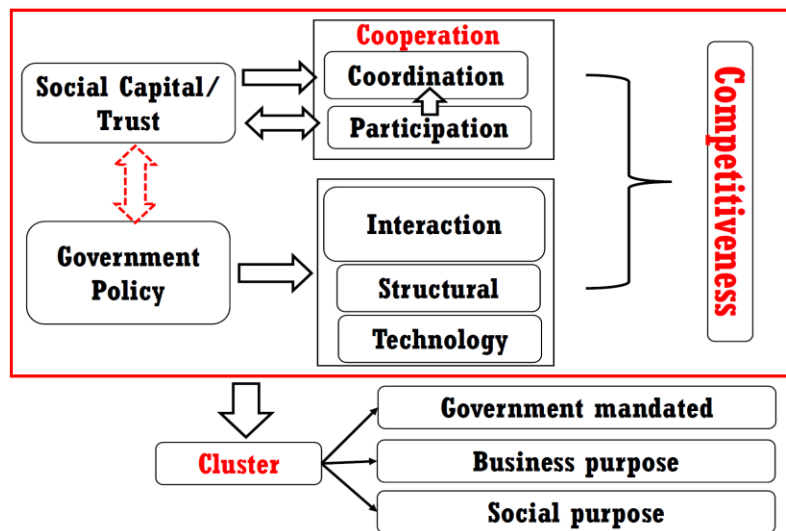 Cooperation
Social Capital/
Trust
Coordination
Participation
Competitiveness
Government
Policy
Interaction
Structural
Technology
Cluster
Government mandated
Business purpose
Social purpose